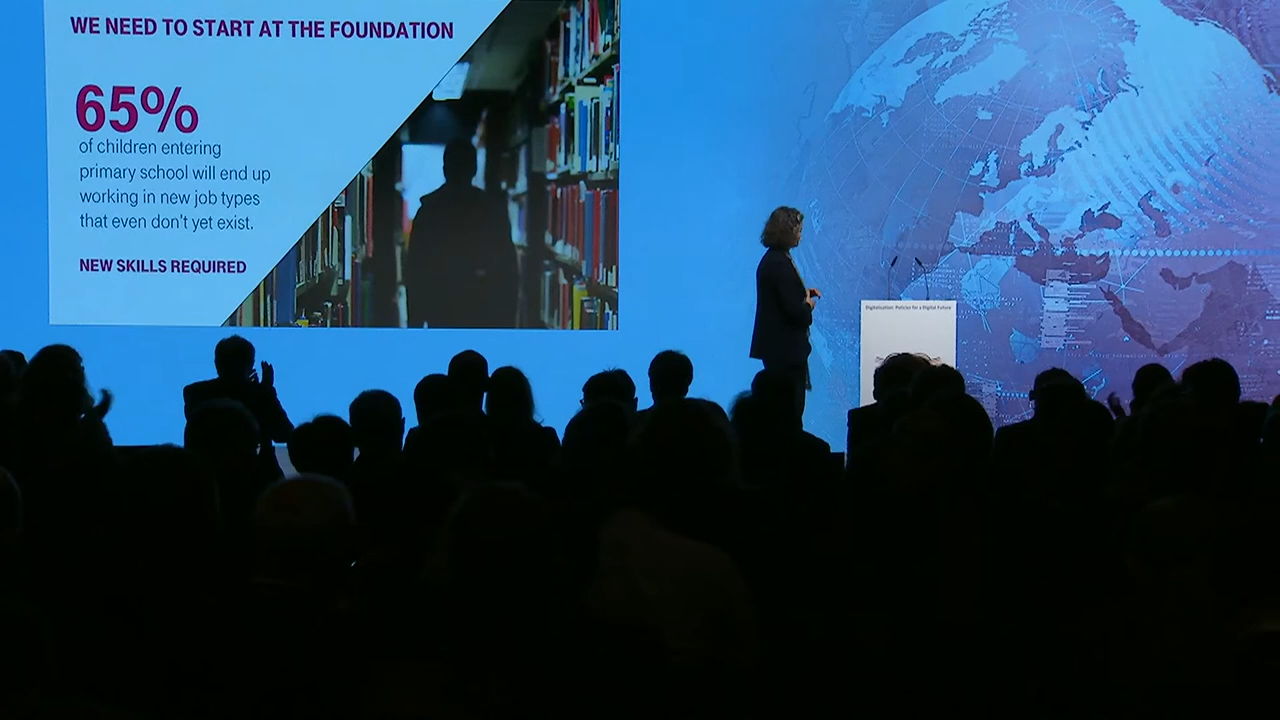 WE NEED TO START AT THE FOUNDATION
65%
of children entering
primary school will end up
working in new job types
that even don't yet exist.
NEW SKILLS REQUIRED
Digitalisation: Policies for a Digital Future